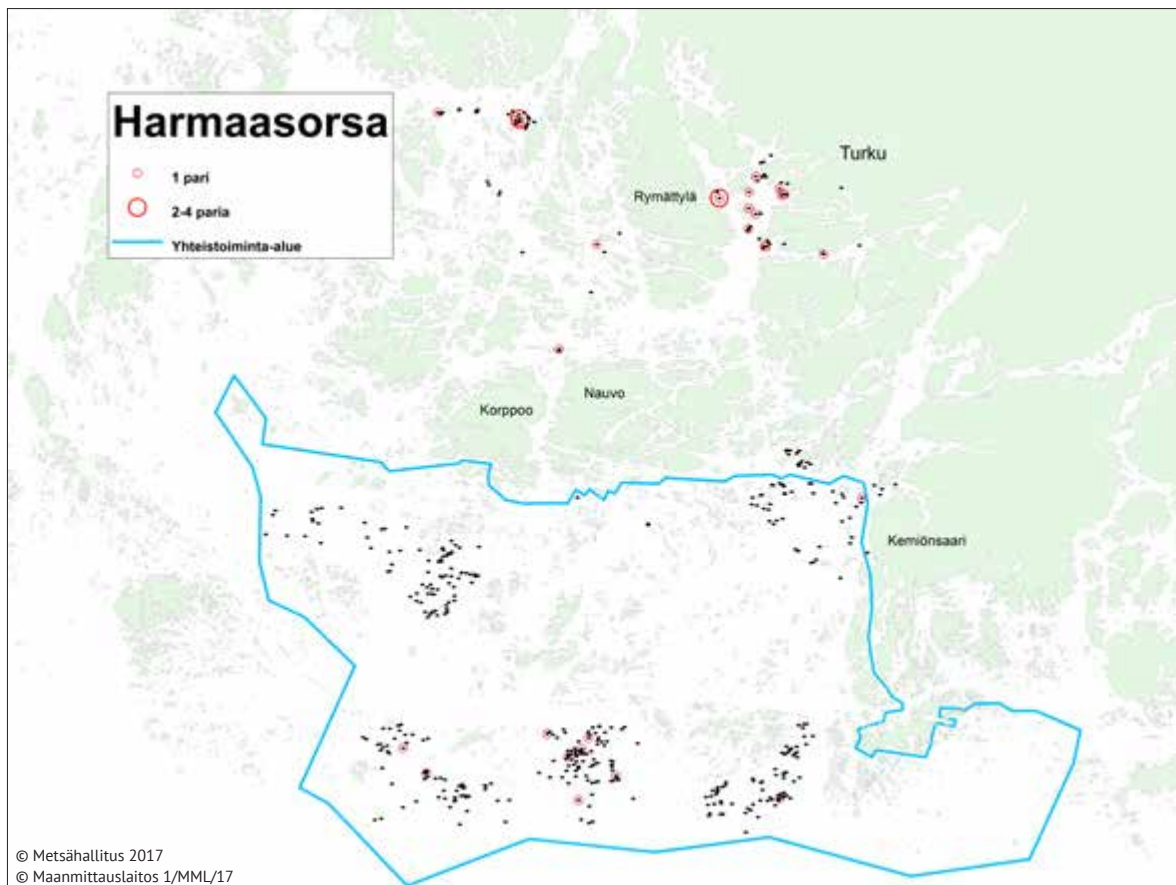 Harmaasorsa
1 pari
2-4 paria
Yhteistoiminta-alue
Turku
Rymättylä
Nauvo
Korppoo
Kemiönsaari
© Metsähallitus 2017
© Maanmittauslaitos 1/MML/17